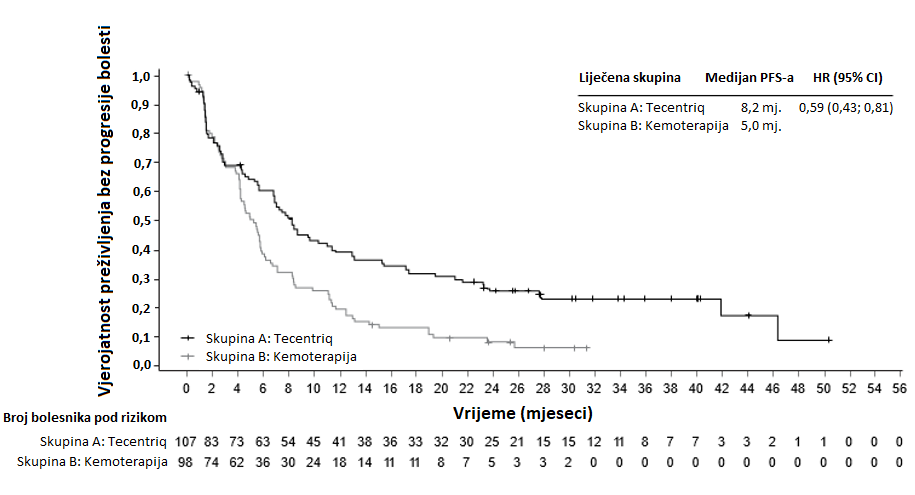 Vjerojatnost preživljenja bez progresije bolesti
1,0
0,9
0,8
0,7
0,6
0,5
0,4
0,3
0,2
0,1
0,0
Liječena skupina Medijan PFS-a HR (95% CI)
Skupina A: Tecentriq 8,2 mj. 0,59 (0,43; 0,81)
Skupina B: Kemoterapija 5,0 mj.
Skupina A: Tecentriq
Skupina B: Kemoterapija
0 2 4 6 8 10 12 14 16 18 20 22 24 26 28 30 32 34 36 38 40 42 44 46 48 50 52 54 56
Vrijeme (mjeseci)
Broj bolesnika pod rizikom
Skupina A: Tecentriq 107 83 73 63 54 45 41 38 36 33 32 30 25 21 15 15 12 11 8 7 7 3 3 2 1 1 0 0 0
Skupina B: Kemoterapija 98 74 62 36 30 24 18 14 11 11 8 7 5 3 3 2 0 0 0 0 0 0 0 0 0 0 0 0 0